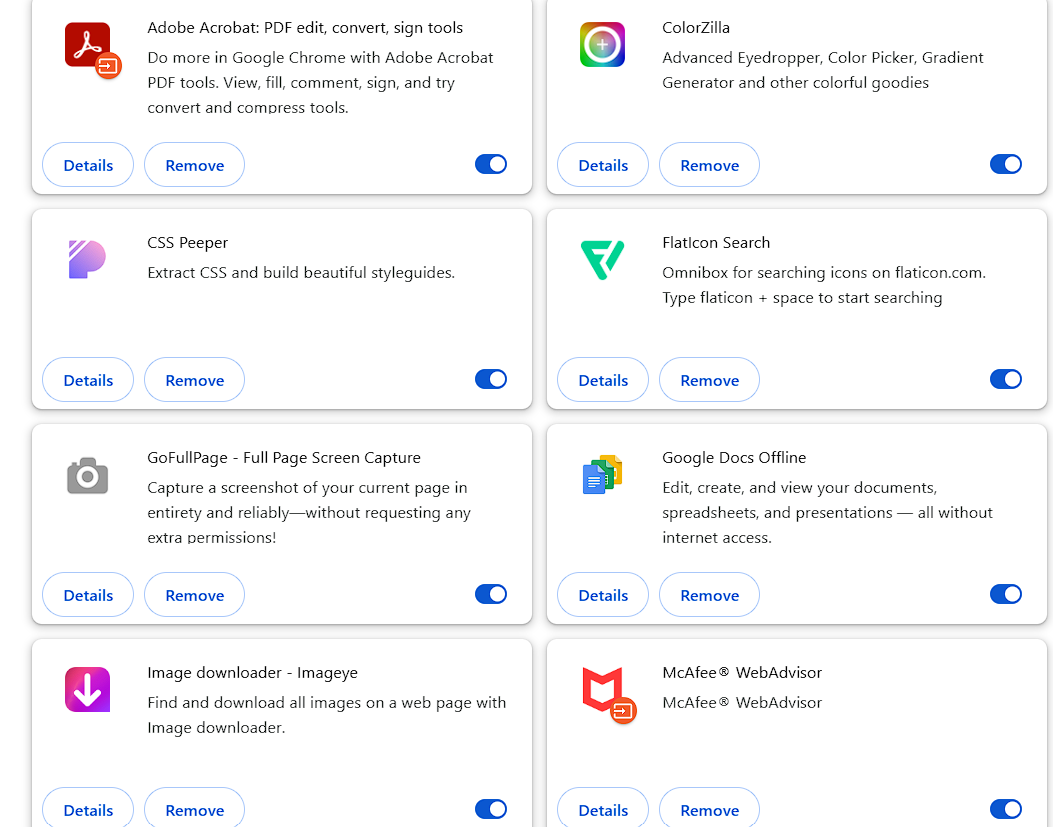 Adobe Acrobat: PDF edit, convert, sign tools
Do more in Google Chrome with Adobe Acrobat
PDF tools. View, fill, comment, sign, and try
convert and compress tools.
Details
Remove
ColorZilla
Advanced Eyedropper, Color Picker, Gradient
Generator and other colorful goodies
Details
Remove
CSS Peeper
Extract CSS and build beautiful styleguides.
Details
Remove
FlatIcon Search
Omnibox for searching icons on flaticon.com.
Type flaticon + space to start searching
Details
Remove
GoFullPage - Full Page Screen Capture
Capture a screenshot of your current page in
entirety and reliably—without requesting any
extra permissions!
Details
Remove
Google Docs Offline
Edit, create, and view your documents,
spreadsheets, and presentations — all without
internet access.
Details
Remove
Image downloader - Imageye
Find and download all images on a web page with
Image downloader.
Details
Remove
McAfee® WebAdvisor
McAfee® WebAdvisor
Details
Remove